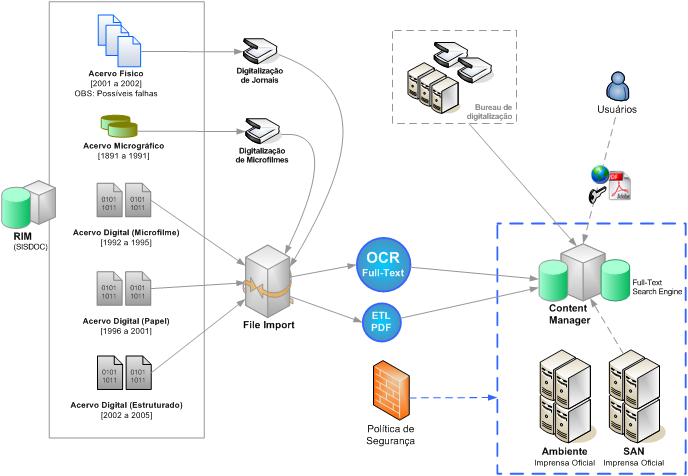 Acervo Físico
[2001 a 2002]
OBS: Possíveis falhas
Digitalização
de Jornais
Acervo Micrográfico
[1891 a 1991]
Digitalização
de Microfilmes
RIM
(SISDOC)
0101
1011
0101
1011
Acervo Digital (Microfilme)
[1992 a 1995]
0101
1011
0101
1011
Acervo Digital (Papel)
[1996 a 2001]
0101
1011
0101
1011
Acervo Digital (Estruturado)
[2002 a 2005]
File Import
OCR
Full-Text
ETL
PDF
Bureau de
digitalização
Usuários
PDF
Adobe
Content
Manager
Full-Text
Search Engine
Política de
Segurança
Ambiente
Imprensa Oficial
SAN
Imprensa Oficial